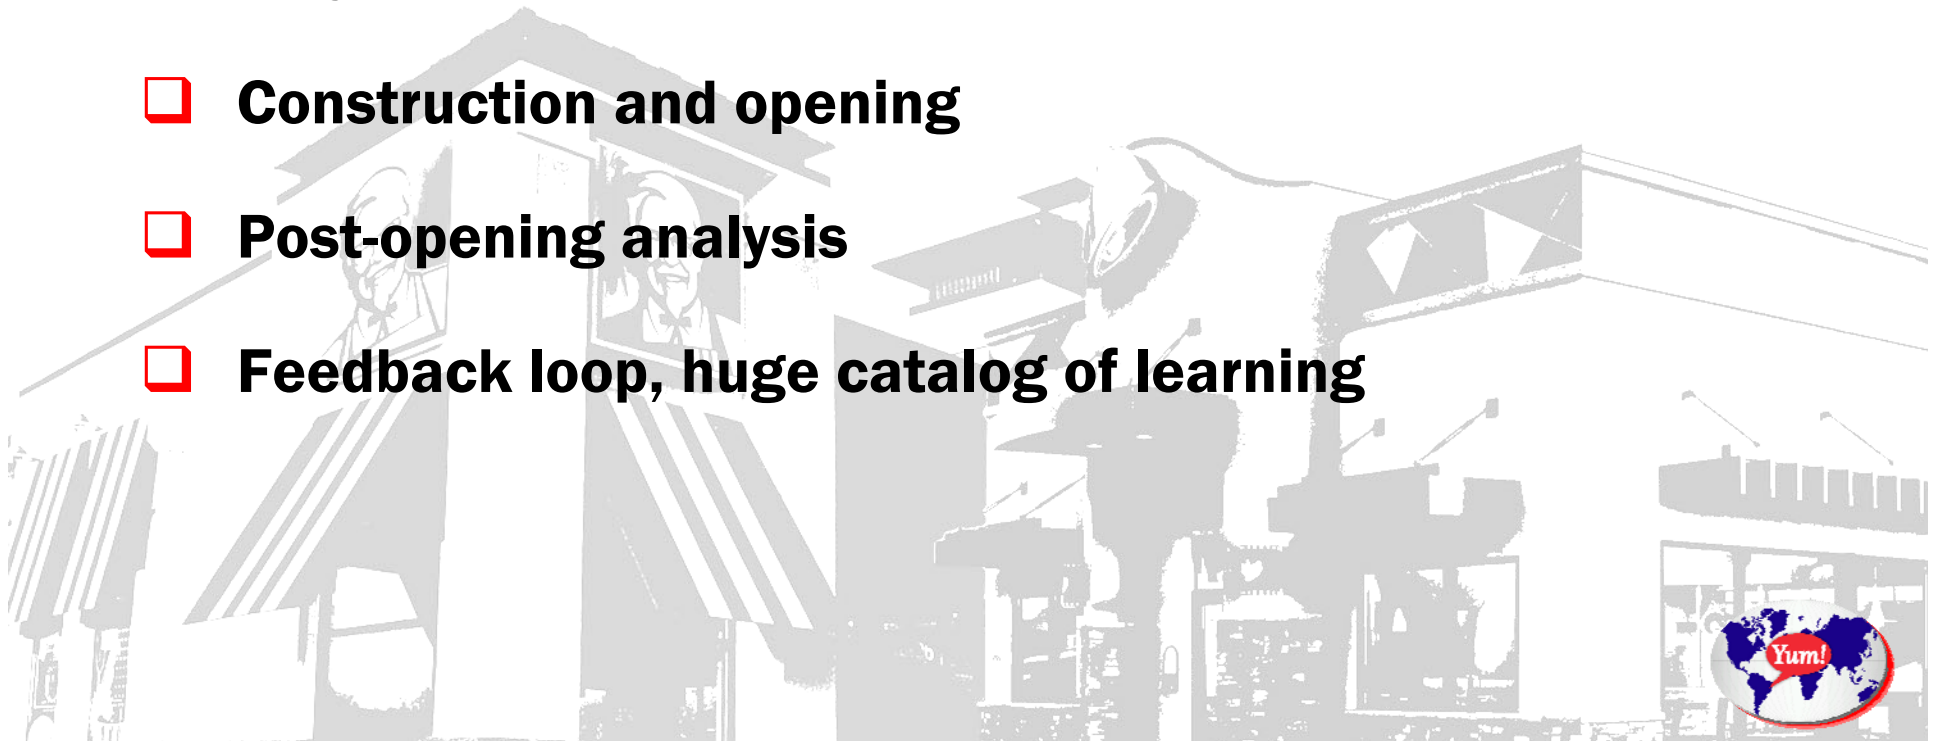 Construction and opening
Post-opening analysis
Feedback loop, huge catalog of learning
Yum!